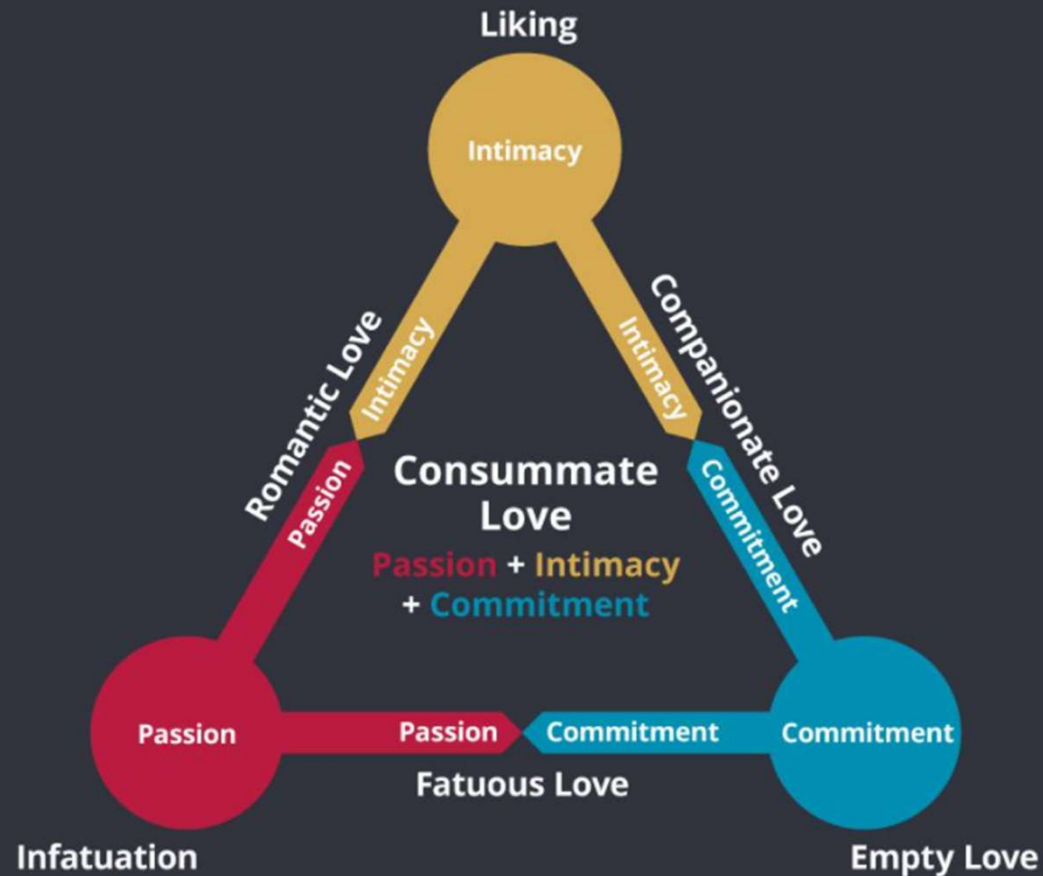 Liking
Intimacy
Romantic Love
Intimacy
Passion
Intimacy
Commitment
Companionate Love
Consummate
Love
Passion + Intimacy
+ Commitment
Passion
Passion
Commitment
Commitment
Fatuous Love
Infatuation
Empty Love